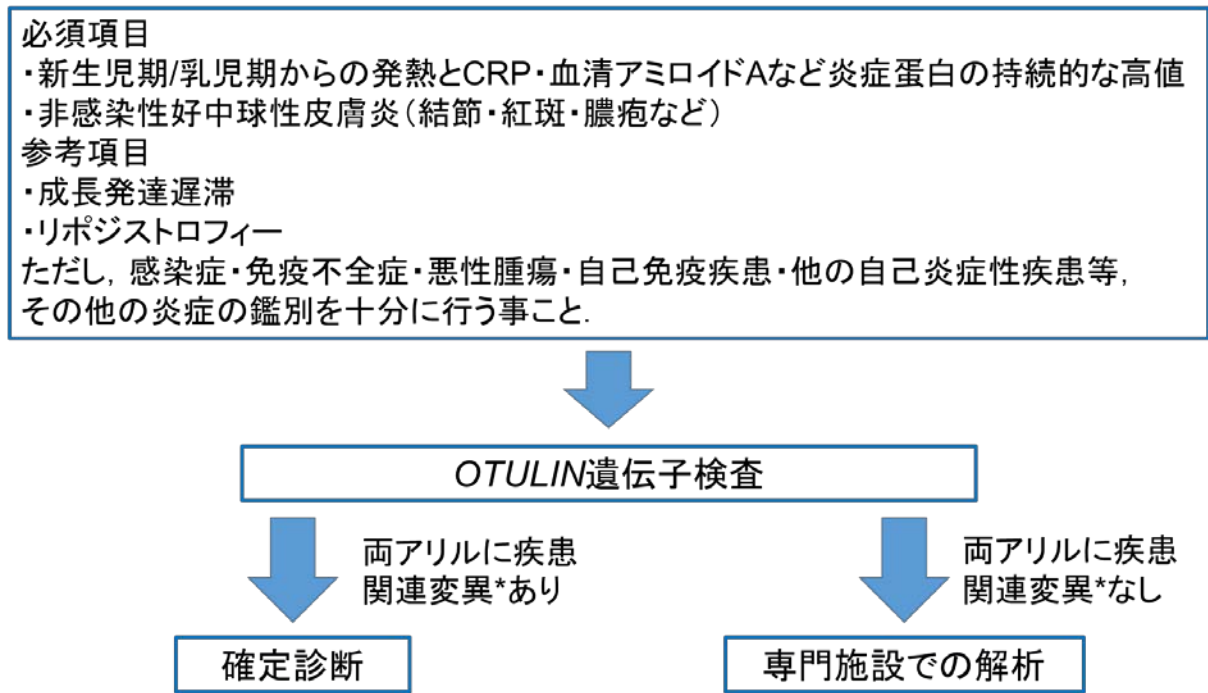 必須項目
・新生児期/乳児期からの発熱とCRP・血清アミロイドAなど炎症蛋白の持続的な高値
・非感染性好中球性皮膚炎（結節・紅斑・膿疱など）
参考項目
・成長発達遅滞
・リポジストロフィー
ただし, 感染症・免疫不全症・悪性腫瘍・自己免疫疾患・他の自己炎症性疾患等,
その他の炎症の鑑別を十分に行う事こと.
OTULIN遺伝子検査
両アリルに疾患
関連変異*あり
両アリルに疾患
関連変異*なし
確定診断
専門施設での解析